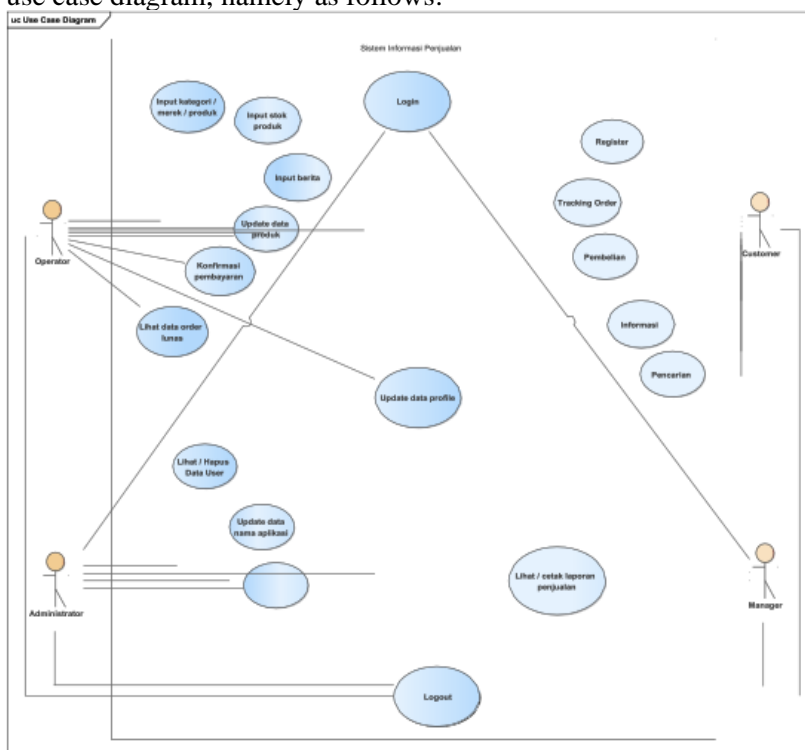 use case diagram, namely as follows:
uc Use Case Diagram
Sistem Informasi Penjualan
Login
Input kategori /
merek / produk
Input stok
produk
Register
Input berita
Tracking Order
Update data
produk
Operator
Customer
Pembelian
Konfirmasi
pembayaran
Lihat data order
lunas
Informasi
Pencarian
Update data profile
Lihat / Hapus
Data User
Update data
nama aplikasi
Lihat / cetak laporan
penjualan
Administrator
Manager
Logout